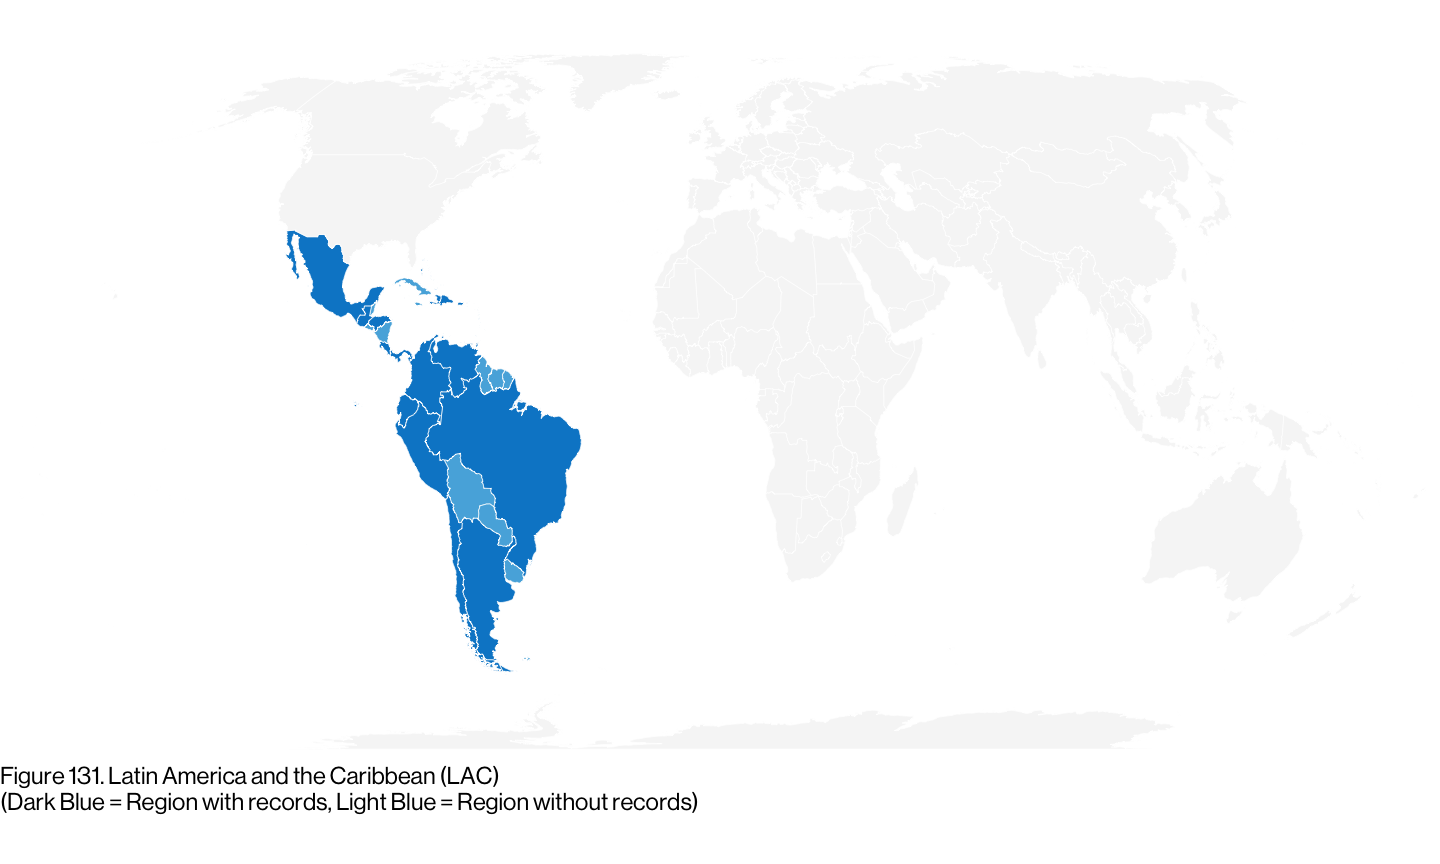 Figure 131. Latin America and the Caribbean (LAC)
(Dark Blue = Region with records, Light Blue = Region without records)